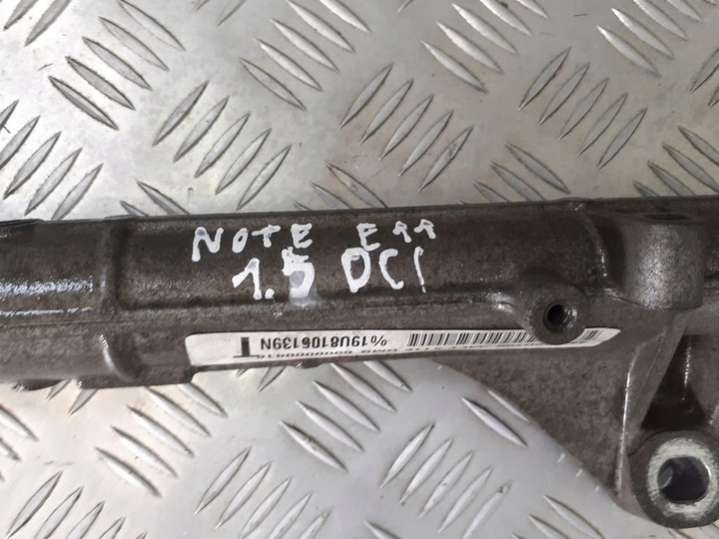 NOTE E11
1.5 DCI
%19U8106139N
T